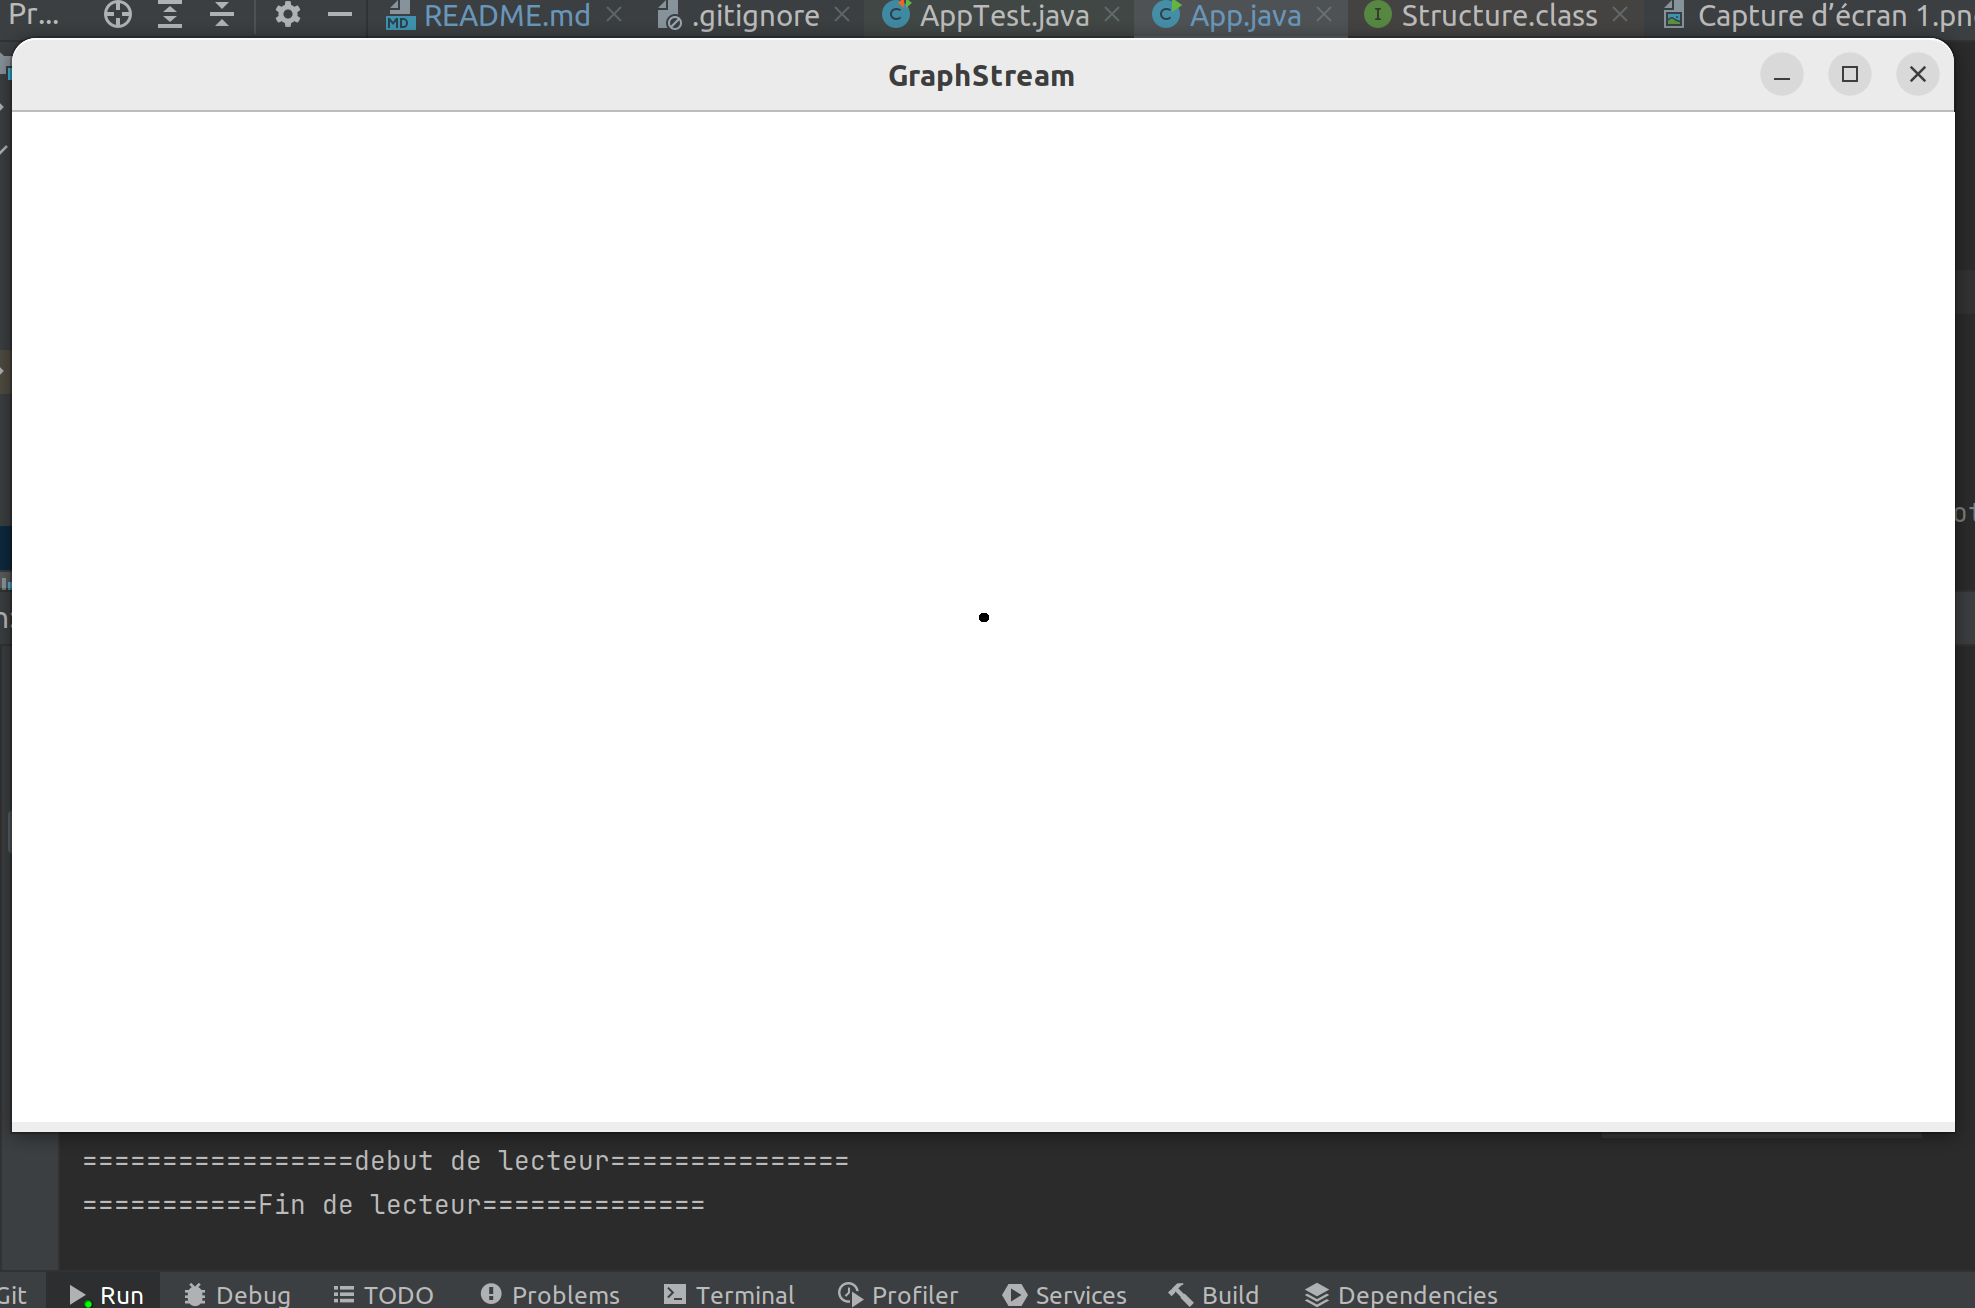 Pr... README.md .gitignore AppTest.java App.java Structure.class Capture d’écran 1.pn
GraphStream
=================debut de lecteur===============
===========Fin de lecteur==============
Git Run Debug TODO Problems Terminal Profiler Services Build Dependencies